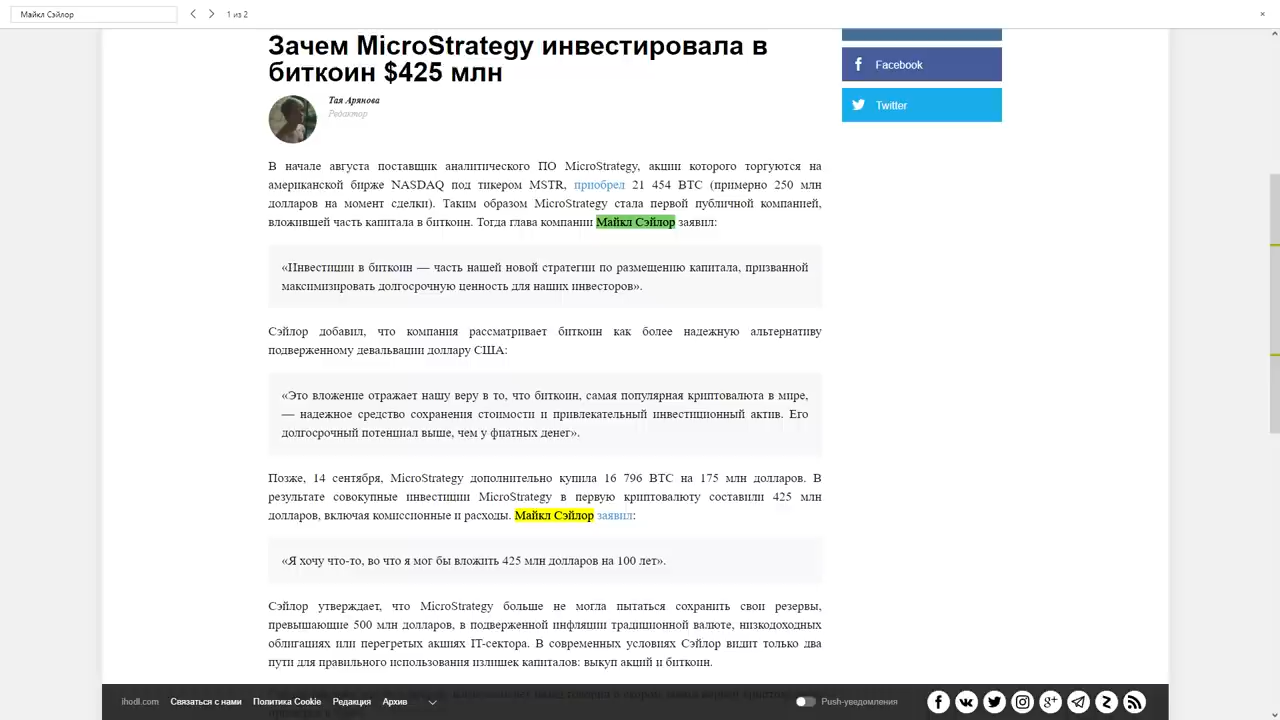 Майкл Сэйлор
1 из 2
Зачем MicroStrategy инвестировала в
биткоин $425 млн
Facebook
Twitter
Тая Арянова
Редактор
В начале августа поставщик аналитического ПО MicroStrategy, акции которого торгуются на
американской бирже NASDAQ под тикером MSTR, приобрел 21 454 BTC (примерно 250 млн
долларов на момент сделки). Таким образом MicroStrategy стала первой публичной компанией,
вложившей часть капитала в биткоин. Тогда глава компании Майкл Сэйлор заявил:
«Инвестиции в биткоин — часть нашей новой стратегии по размещению капитала, призванной
максимизировать долгосрочную ценность для наших инвесторов».
Сэйлор добавил, что компания рассматривает биткоин как более надежную альтернативу
подверженному девальвации доллару США:
«Это вложение отражает нашу веру в то, что биткоин, самая популярная криптовалюта в мире,
— надежное средство сохранения стоимости и привлекательный инвестиционный актив. Его
долгосрочный потенциал выше, чем у фиатных денег».
Позже, 14 сентября, MicroStrategy дополнительно купила 16 796 BTC на 175 млн долларов. В
результате совокупные инвестиции MicroStrategy в первую криптовалюту составили 425 млн
долларов, включая комиссионные и расходы. Майкл Сэйлор заявил:
«Я хочу что-то, во что я мог бы вложить 425 млн долларов на 100 лет».
Сэйлор утверждает, что MicroStrategy больше не могла пытаться сохранить свои резервы,
превышающие 500 млн долларов, в подверженной инфляции традиционной валюте, низкодоходных
облигациях или перегретых акциях IT-сектора. В современных условиях Сэйлор видит только два
пути для правильного использования излишек капиталов: выкуп акций и биткоин.
ihodl.com Связаться с нами Политика Cookie Редакция Архив Push-уведомления